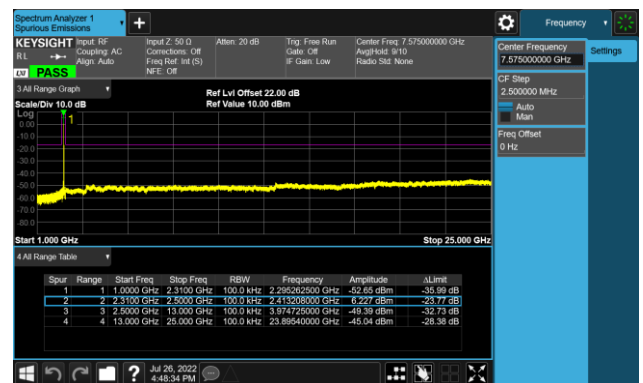 Spectrum Analyzer 1
Spurious Emissions
Frequency
KEYSIGHT Input: RF
R L Coupling: AC
Align: Auto
LXI PASS
Input Z: 50 Ω
Corrections: Off
Freq Ref: Int (S)
NFE: Off
Atten: 20 dB
Trig: Free Run
Gate: Off
IF Gain: Low
Center Freq: 7.575000000 GHz
Avg|Hold: 9/10
Radio Std: None
Center Frequency
7.575000000 GHz
Settings
CF Step
2.500000 MHz
Auto
Man
Freq Offset
0 Hz
3 All Range Graph
Scale/Div 10.0 dB
Ref Lvl Offset 22.00 dB
Ref Value 10.00 dBm
Log
1
0.00
-10.0
-20.0
-30.0
-40.0
-50.0
-60.0
-70.0
-80.0
Start 1.000 GHz
Stop 25.000 GHz
4 All Range Table
Spur Range Start Freq Stop Freq RBW Frequency Amplitude ΔLimit
1 1 1.0000 GHz 2.3100 GHz 100.0 kHz 2.295262500 GHz -52.65 dBm -35.99 dB
2 2 2.3100 GHz 2.5000 GHz 100.0 kHz 2.413208000 GHz 6.227 dBm -23.77 dB
3 3 2.5000 GHz 13.000 GHz 100.0 kHz 3.974725000 GHz -49.39 dBm -32.73 dB
4 4 13.000 GHz 25.000 GHz 100.0 kHz 23.89540000 GHz -45.04 dBm -28.38 dB
? Jul 26, 2022
4:48:34 PM